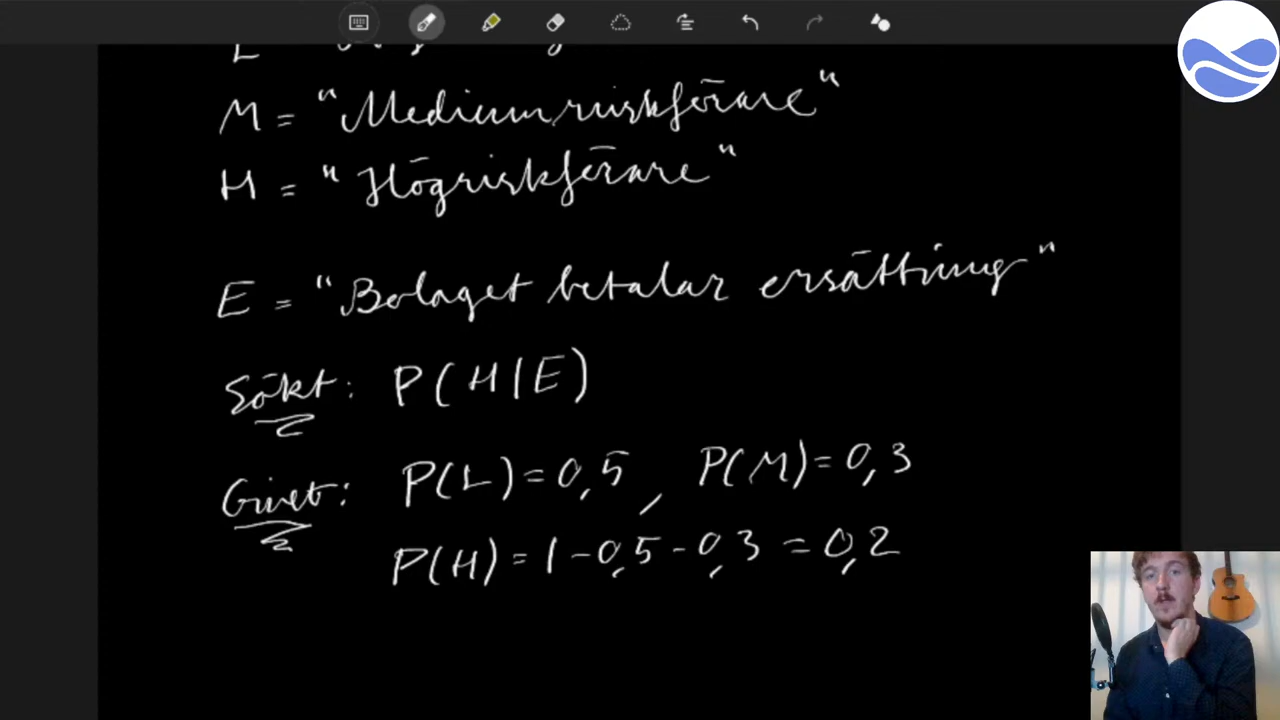 M = "Mediumriskförare"
H = "Högriskförare"
E = "Bolaget betalar ersättning"
Sökt: P(H|E)
Givet: P(L) = 0,5, P(M) = 0,3
P(H) = 1 - 0,5 - 0,3 = 0,2